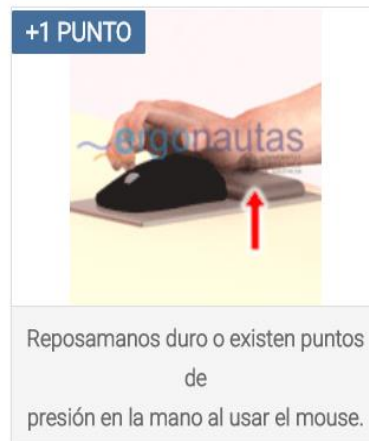 +1 PUNTO
ergonautas
Reposamanos duro o existen puntos
de
presión en la mano al usar el mouse.